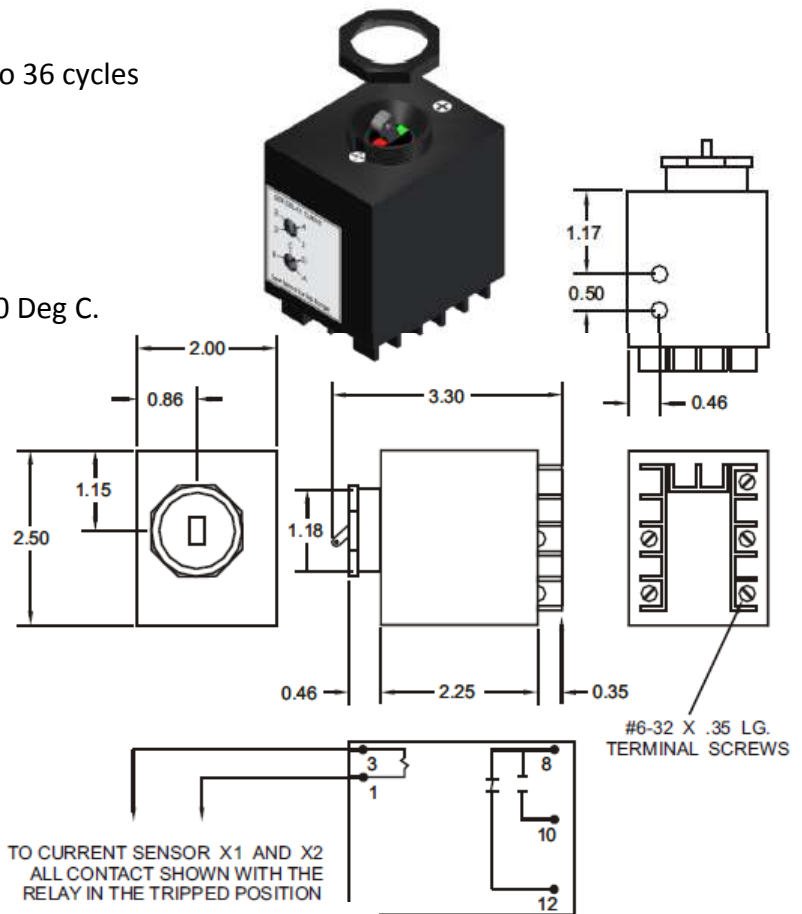 o 36 cycles
0 Deg C.
1.17
0.50
0.46
2.00
0.86
3.30
1.15
2.50
1.18
0.46
2.25
0.35
#6-32 X .35 LG.
TERMINAL SCREWS
3
1
8
10
12
TO CURRENT SENSOR X1 AND X2
ALL CONTACT SHOWN WITH THE
RELAY IN THE TRIPPED POSITION